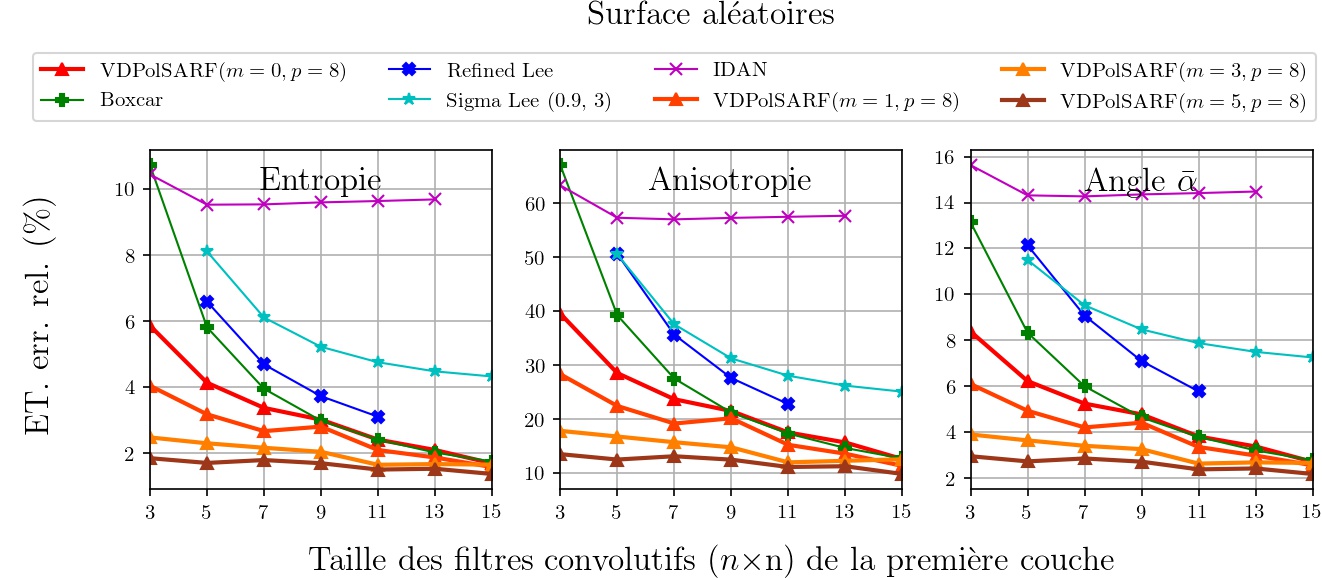 Surface aléatoires
VDPolSARF(m = 0, p = 8) Refined Lee IDAN VDPolSARF(m = 3, p = 8)
Boxcar Sigma Lee (0.9, 3) VDPolSARF(m = 1, p = 8) VDPolSARF(m = 5, p = 8)
Entropie Anisotropie Angle ᾱ
ET. err. rel. (%)
10 8 6 4 2
3 5 7 9 11 13 15
60 50 40 30 20 10
3 5 7 9 11 13 15
16 14 12 10 8 6 4 2
3 5 7 9 11 13 15
Taille des filtres convolutifs (n×n) de la première couche